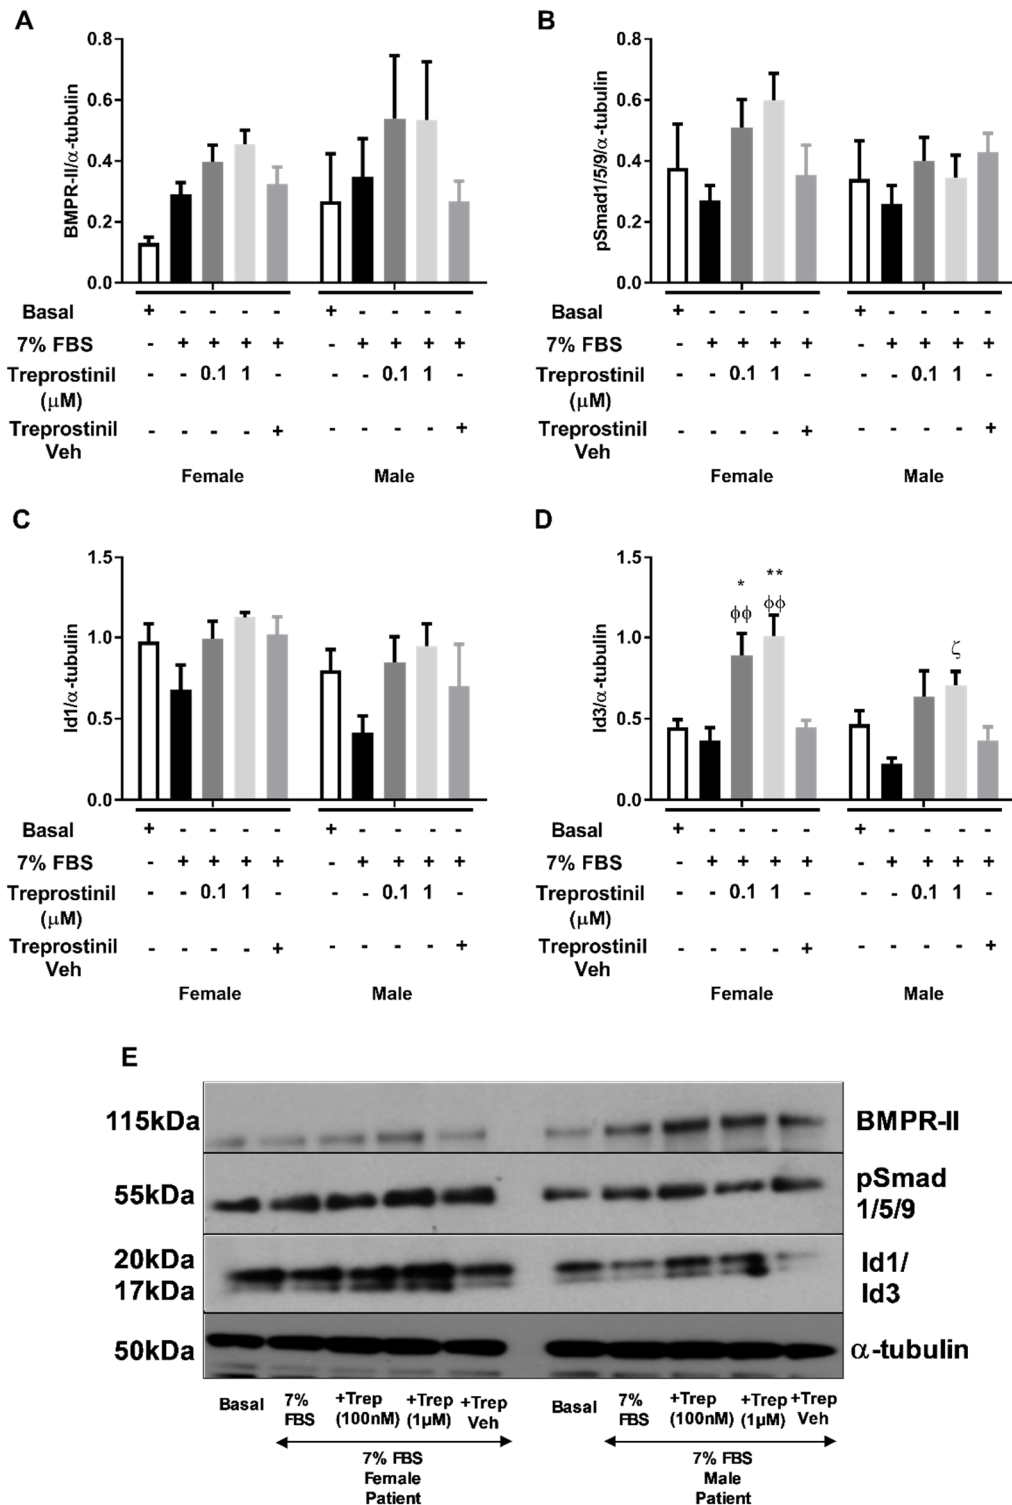 A
BMPR-II/α-tubulin
0.8
0.6
0.4
0.2
0.0
Basal + - - - - + - - - -
7% FBS - + + + + - + + + +
Treprostinil - - 0.1 1 - - - 0.1 1 -
(μM)
Treprostinil - - - - + - - - - +
Veh
Female Male
B
pSmad1/5/9/α-tubulin
0.8
0.6
0.4
0.2
0.0
Basal + - - - - + - - - -
7% FBS - + + + + - + + + +
Treprostinil - - 0.1 1 - - - 0.1 1 -
(μM)
Treprostinil - - - - + - - - - +
Veh
Female Male
C
Id1/α-tubulin
1.5
1.0
0.5
0.0
Basal + - - - - + - - - -
7% FBS - + + + + - + + + +
Treprostinil - - 0.1 1 - - - 0.1 1 -
(μM)
Treprostinil - - - - + - - - - +
Veh
Female Male
D
Id3/α-tubulin
1.5
1.0
0.5
0.0
* **
ϕϕ ϕϕ
ζ
Basal + - - - - + - - - -
7% FBS - + + + + - + + + +
Treprostinil - - 0.1 1 - - - 0.1 1 -
(μM)
Treprostinil - - - - + - - - - +
Veh
Female Male
E
115kDa BMPR-II
55kDa pSmad
1/5/9
20kDa Id1/
17kDa Id3
50kDa α-tubulin
Basal 7% +Trep +Trep +Trep Basal 7% +Trep +Trep +Trep
FBS (100nM) (1μM) Veh FBS (100nM) (1μM) Veh
7% FBS 7% FBS
Female Male
Patient Patient